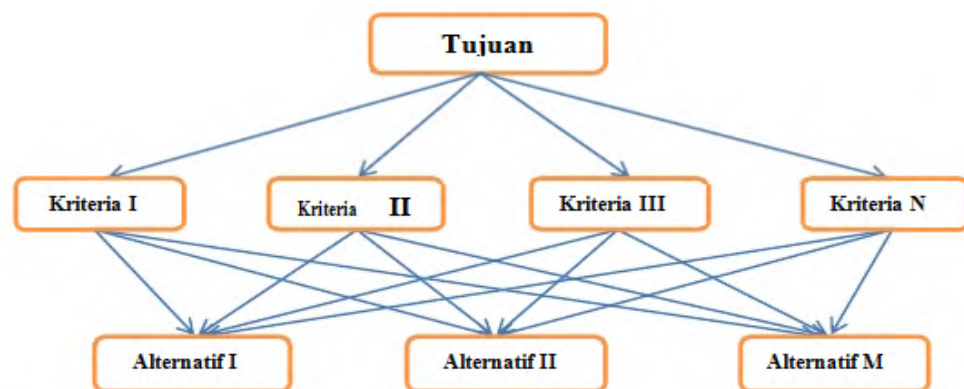 Tujuan
Kriteria I
Kriteria II
Kriteria III
Kriteria N
Alternatif I
Alternatif II
Alternatif M